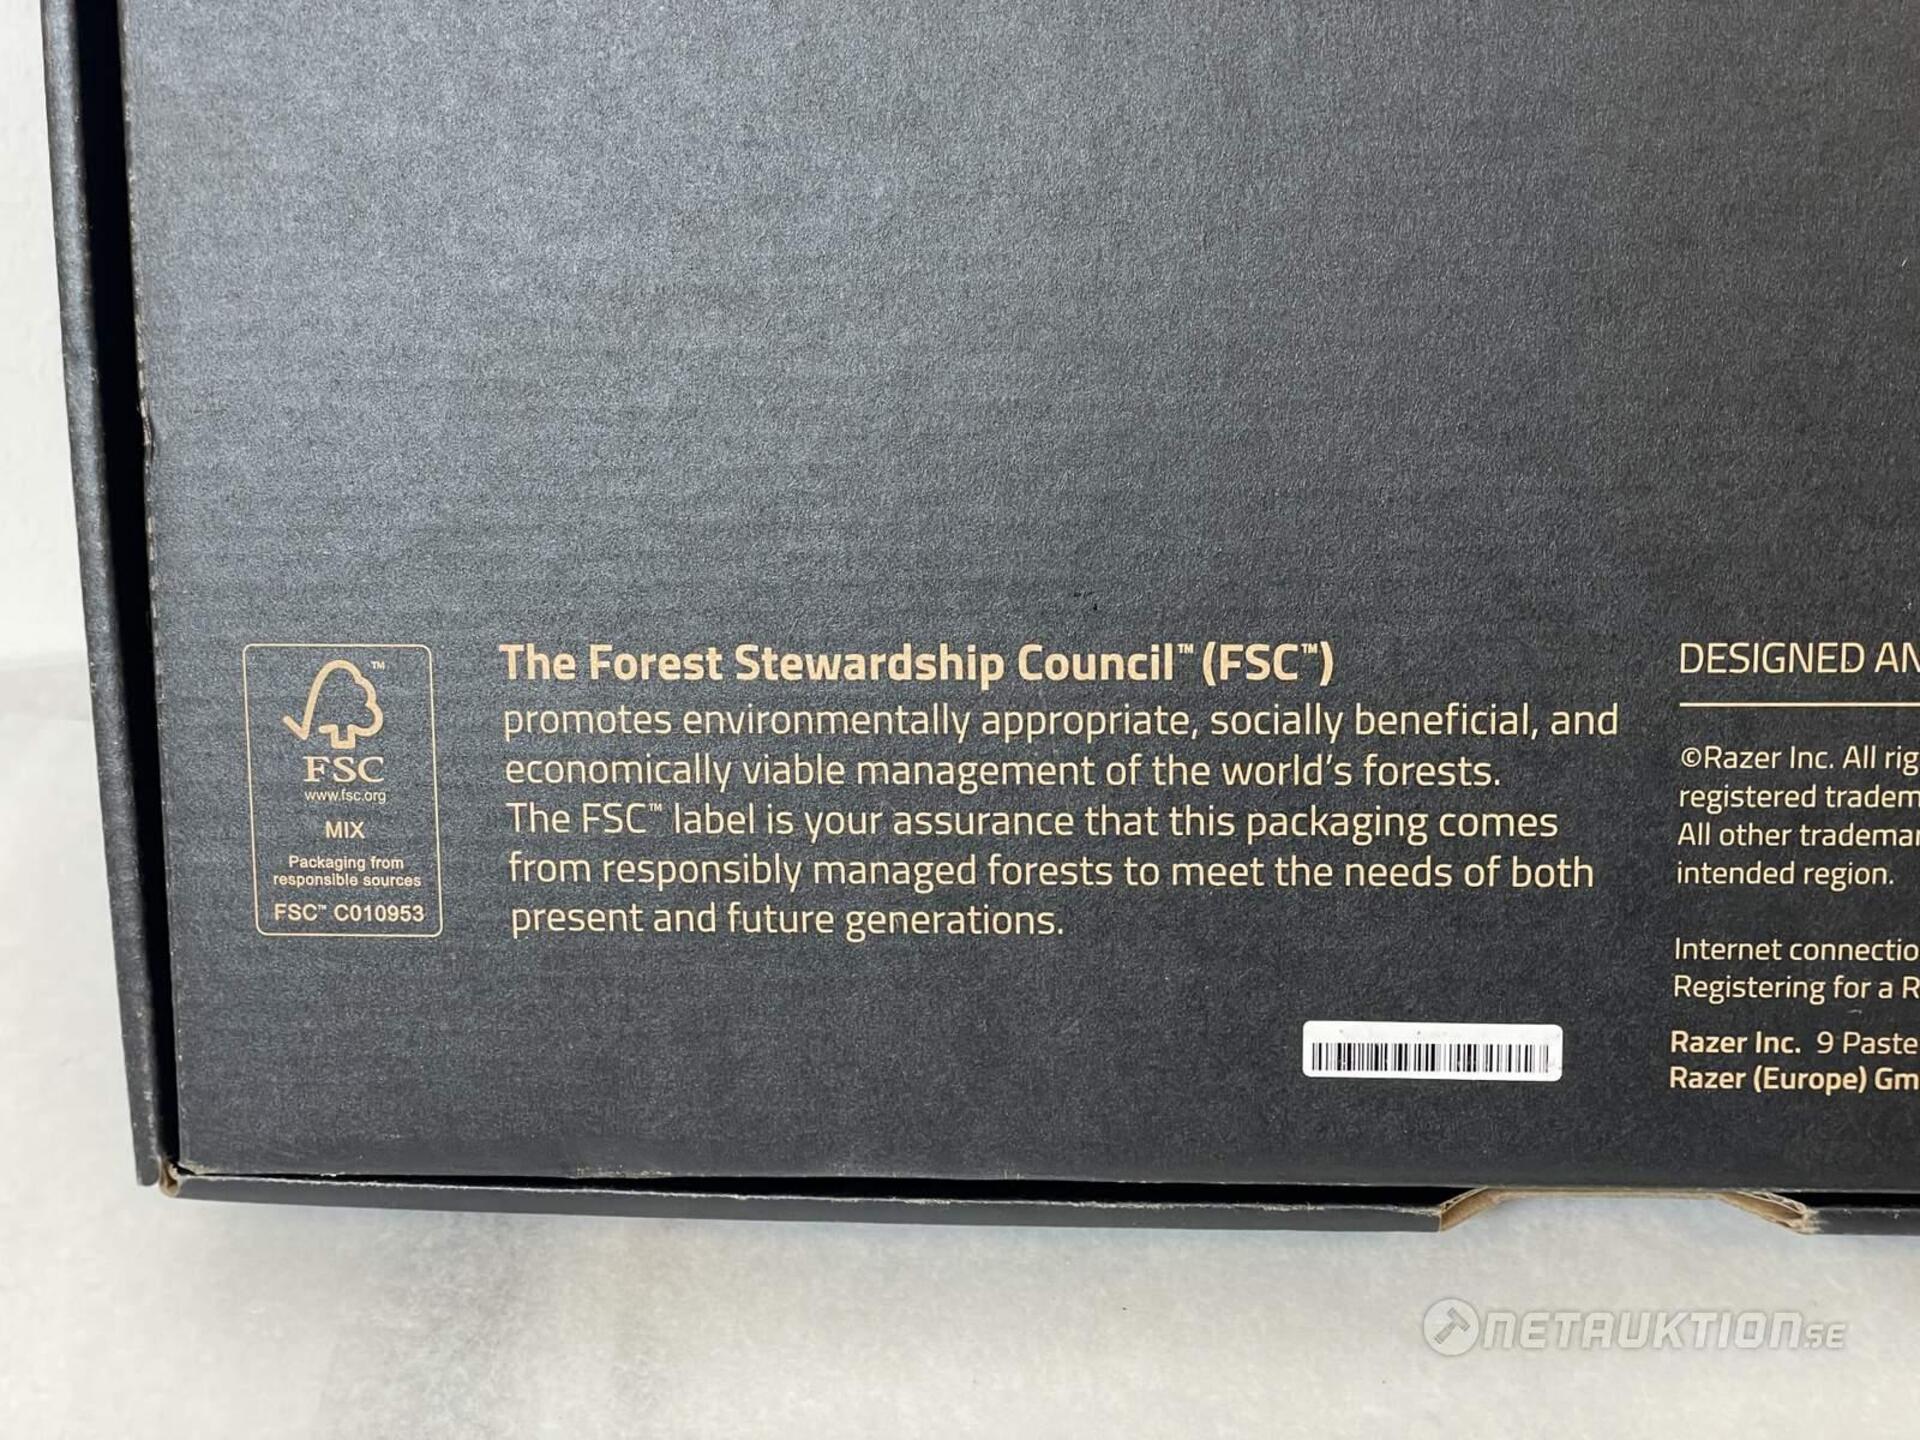 ™
FSC
www.fsc.org
MIX
Packaging from
responsible sources
FSC™ C010953
The Forest Stewardship Council™ (FSC™)
promotes environmentally appropriate, socially beneficial, and
economically viable management of the world's forests.
The FSC™ label is your assurance that this packaging comes
from responsibly managed forests to meet the needs of both
present and future generations.
DESIGNED AN
©Razer Inc. All rig
registered tradem
All other tradema
intended region.
Internet connectio
Registering for a R
Razer Inc. 9 Paste
Razer (Europe) Gm
NETAUKTION.SE